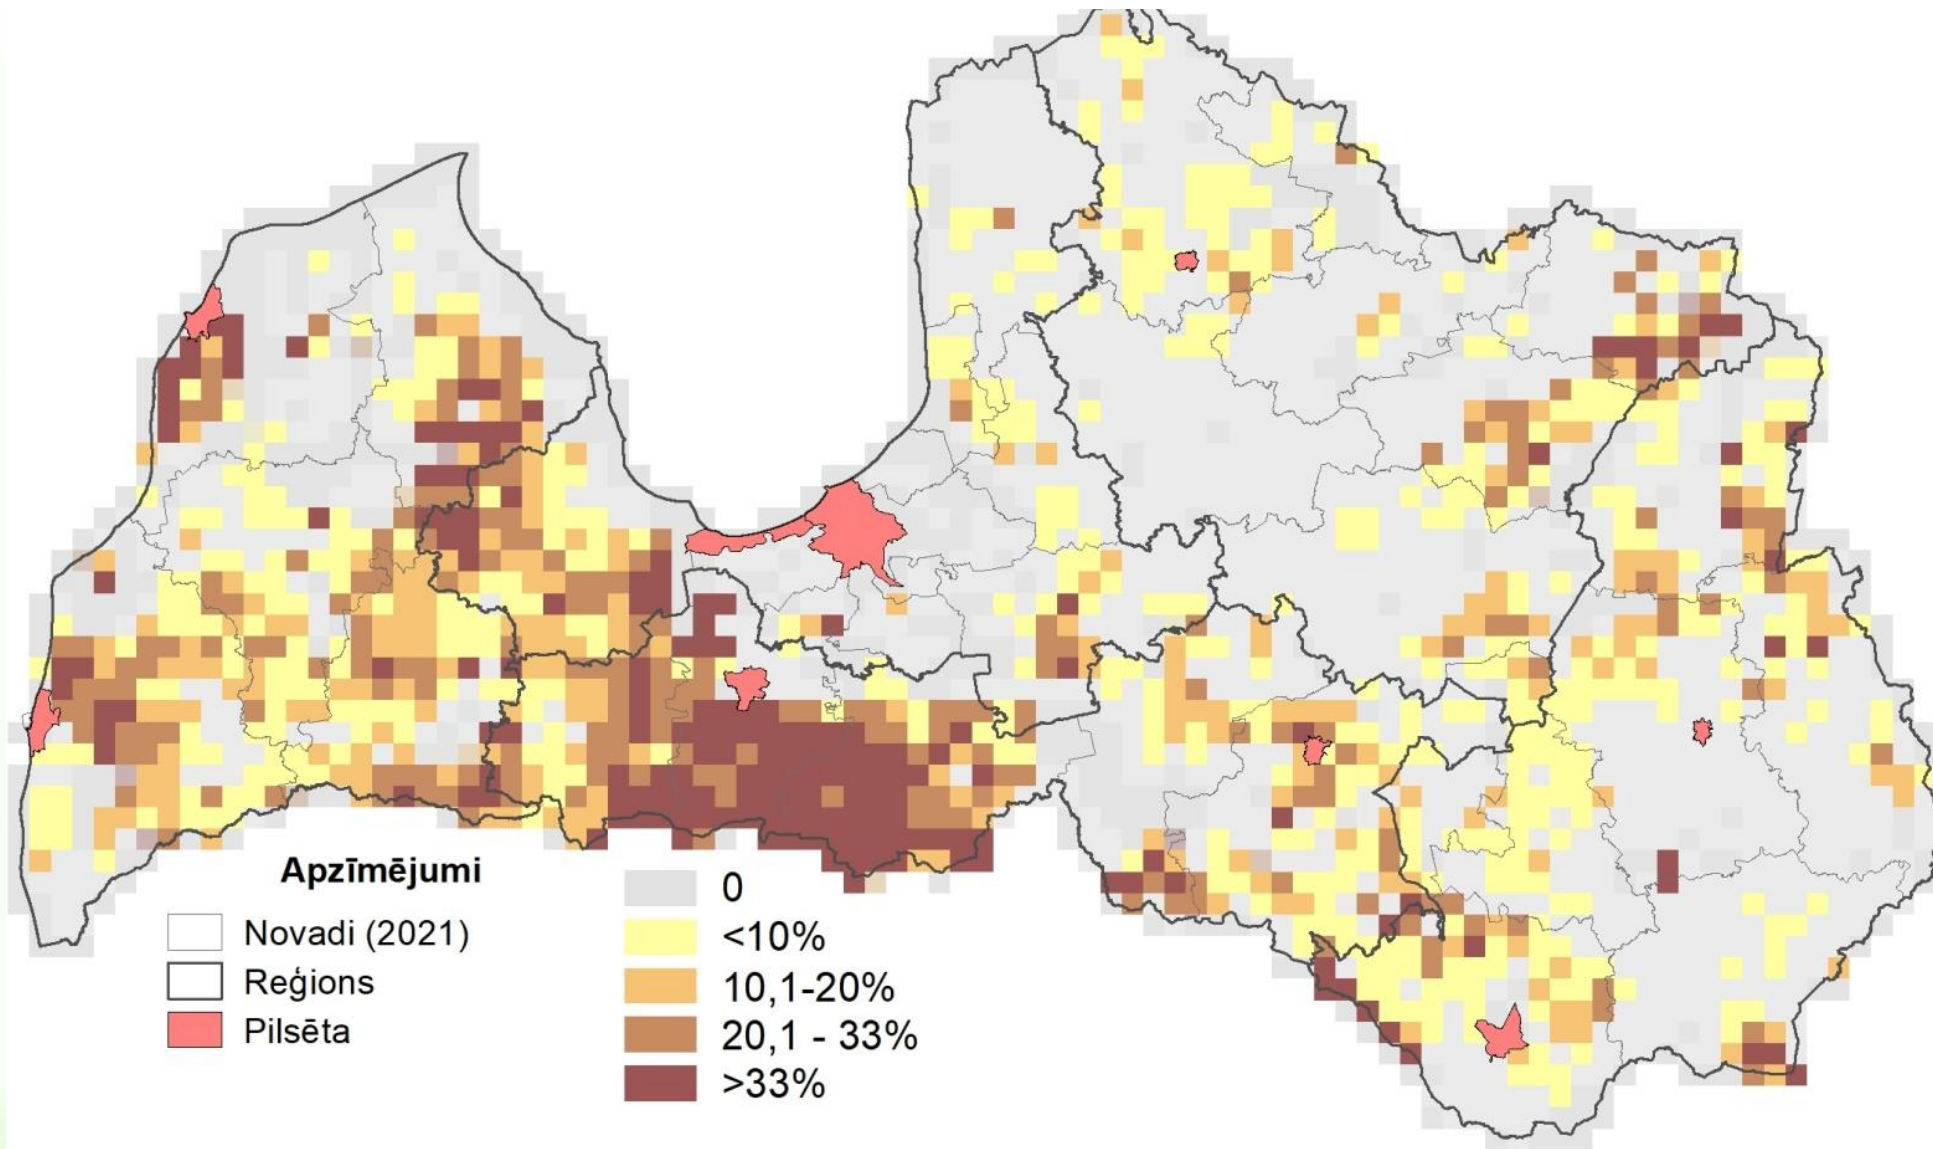 Apzīmējumi
Novadi (2021)
Reģions
Pilsēta
0
<10%
10,1-20%
20,1 - 33%
>33%